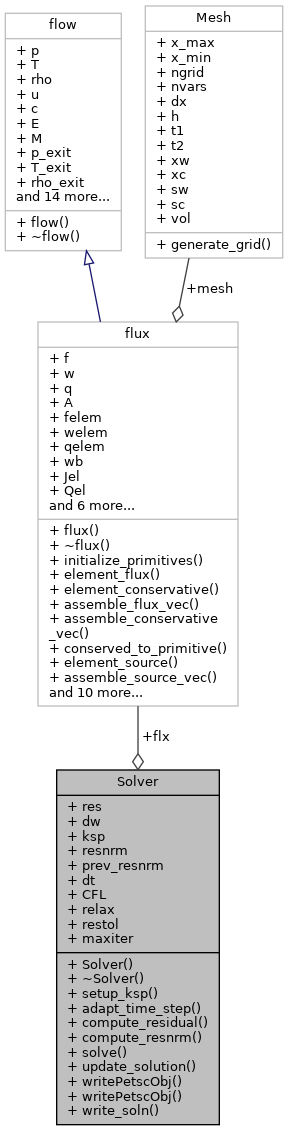 flow
+ p
+ T
+ rho
+ u
+ c
+ E
+ M
+ p_exit
+ T_exit
+ rho_exit
and 14 more...
+ flow()
+ ~flow()
Mesh
+ x_max
+ x_min
+ ngrid
+ nvars
+ dx
+ h
+ t1
+ t2
+ xw
+ xc
+ sw
+ sc
+ vol
+ generate_grid()
+mesh
flux
+ f
+ w
+ q
+ A
+ felem
+ welem
+ qelem
+ wb
+ Jel
+ Qel
and 6 more...
+ flux()
+ ~flux()
+ initialize_primitives()
+ element_flux()
+ element_conservative()
+ assemble_flux_vec()
+ assemble_conservative
_vec()
+ conserved_to_primitive()
+ element_source()
+ assemble_source_vec()
and 10 more...
+flx
Solver
+ res
+ dw
+ ksp
+ resnrm
+ prev_resnrm
+ dt
+ CFL
+ relax
+ restol
+ maxiter
+ Solver()
+ ~Solver()
+ setup_ksp()
+ adapt_time_step()
+ compute_residual()
+ compute_resnrm()
+ solve()
+ update_solution()
+ writePetscObj()
+ writePetscObj()
+ write_soln()